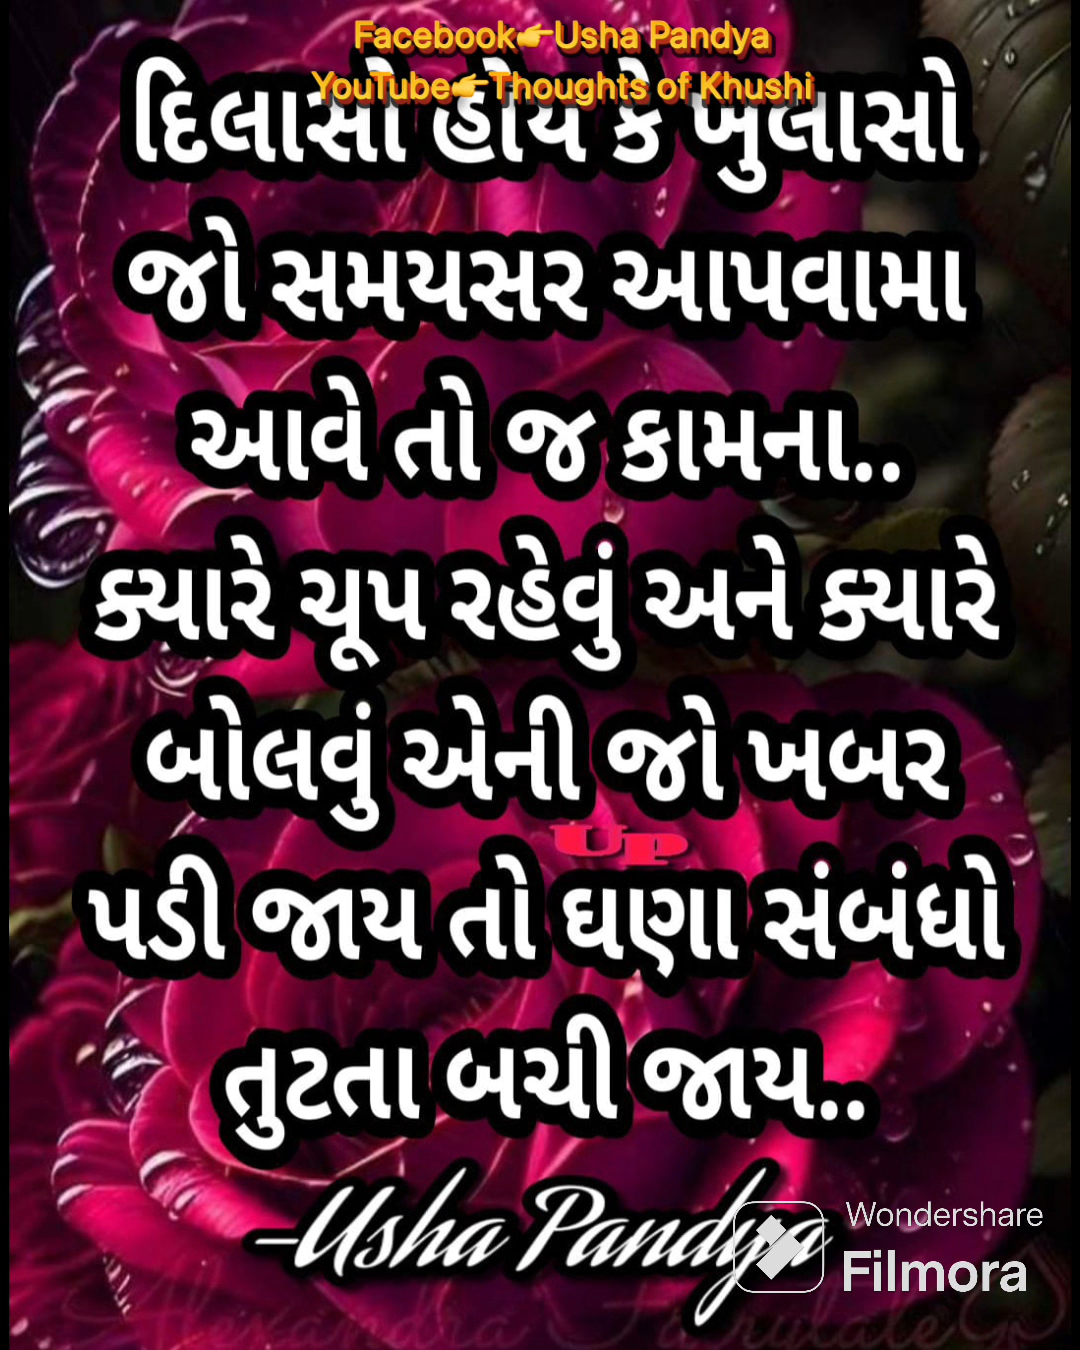 Facebook👉Usha Pandya
YouTube👉Thoughts of Khushi
દિલાસો હોય કે ખુલાસો
જો સમયસર આપવામા
આવે તો જ કામના..
ક્યારે ચૂપ રહેવું અને ક્યારે
બોલવું એની જો ખબર
Up
પડી જાય તો ઘણા સંબંધો
તુટતા બચી જાય..
-Usha Pandya
Wondershare
Filmora